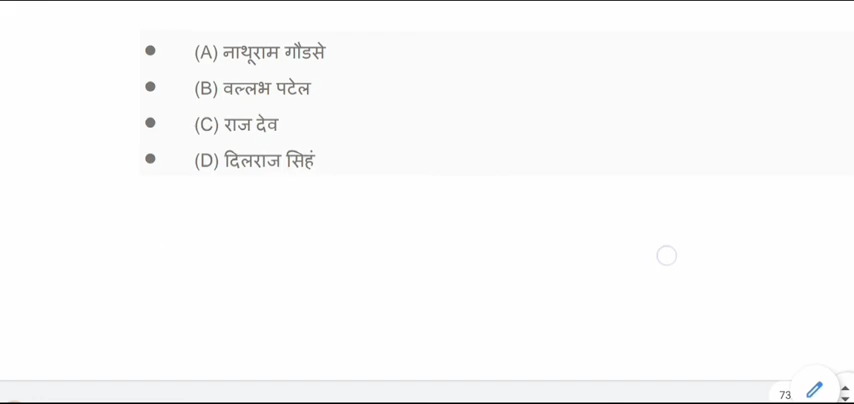 (A) नाथूराम गौडसे
(B) वल्लभ पटेल
(C) राज देव
(D) दिलराज सिहं
73